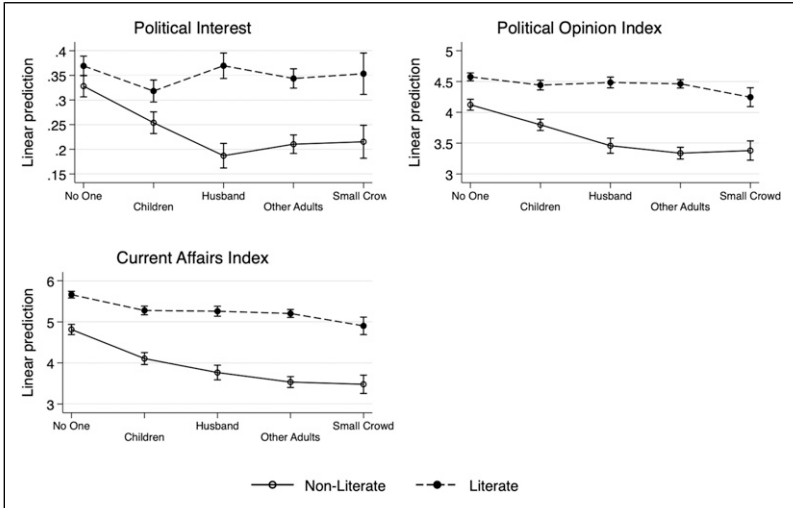 Political Interest
.4
.35
.3
.25
.2
.15
Linear prediction
No One
Children
Husband
Other Adults
Small Crowd
Political Opinion Index
5
4.5
4
3.5
3
Linear prediction
No One
Children
Husband
Other Adults
Small Crowd
Current Affairs Index
6
5
4
3
Linear prediction
No One
Children
Husband
Other Adults
Small Crowd
Non-Literate
Literate